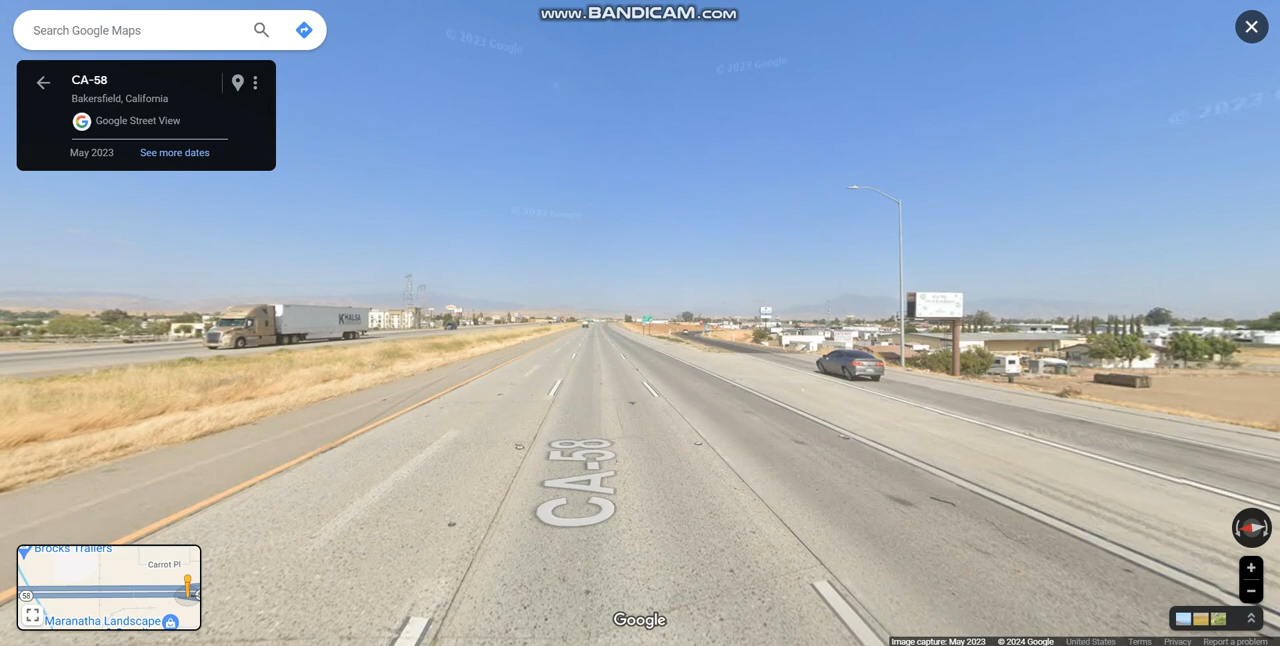 www.BANDICAM.com
Search Google Maps
© 2023 Google
© 2023 Google
© 2023
© 2023 Google
CA-58
Bakersfield, California
Google Street View
May 2023
See more dates
KHALSA
CA-58
Brocks Trailers
Carrot Pl
58
Maranatha Landscape
Google
Image capture: May 2023 © 2024 Google United States Terms Privacy Report a problem